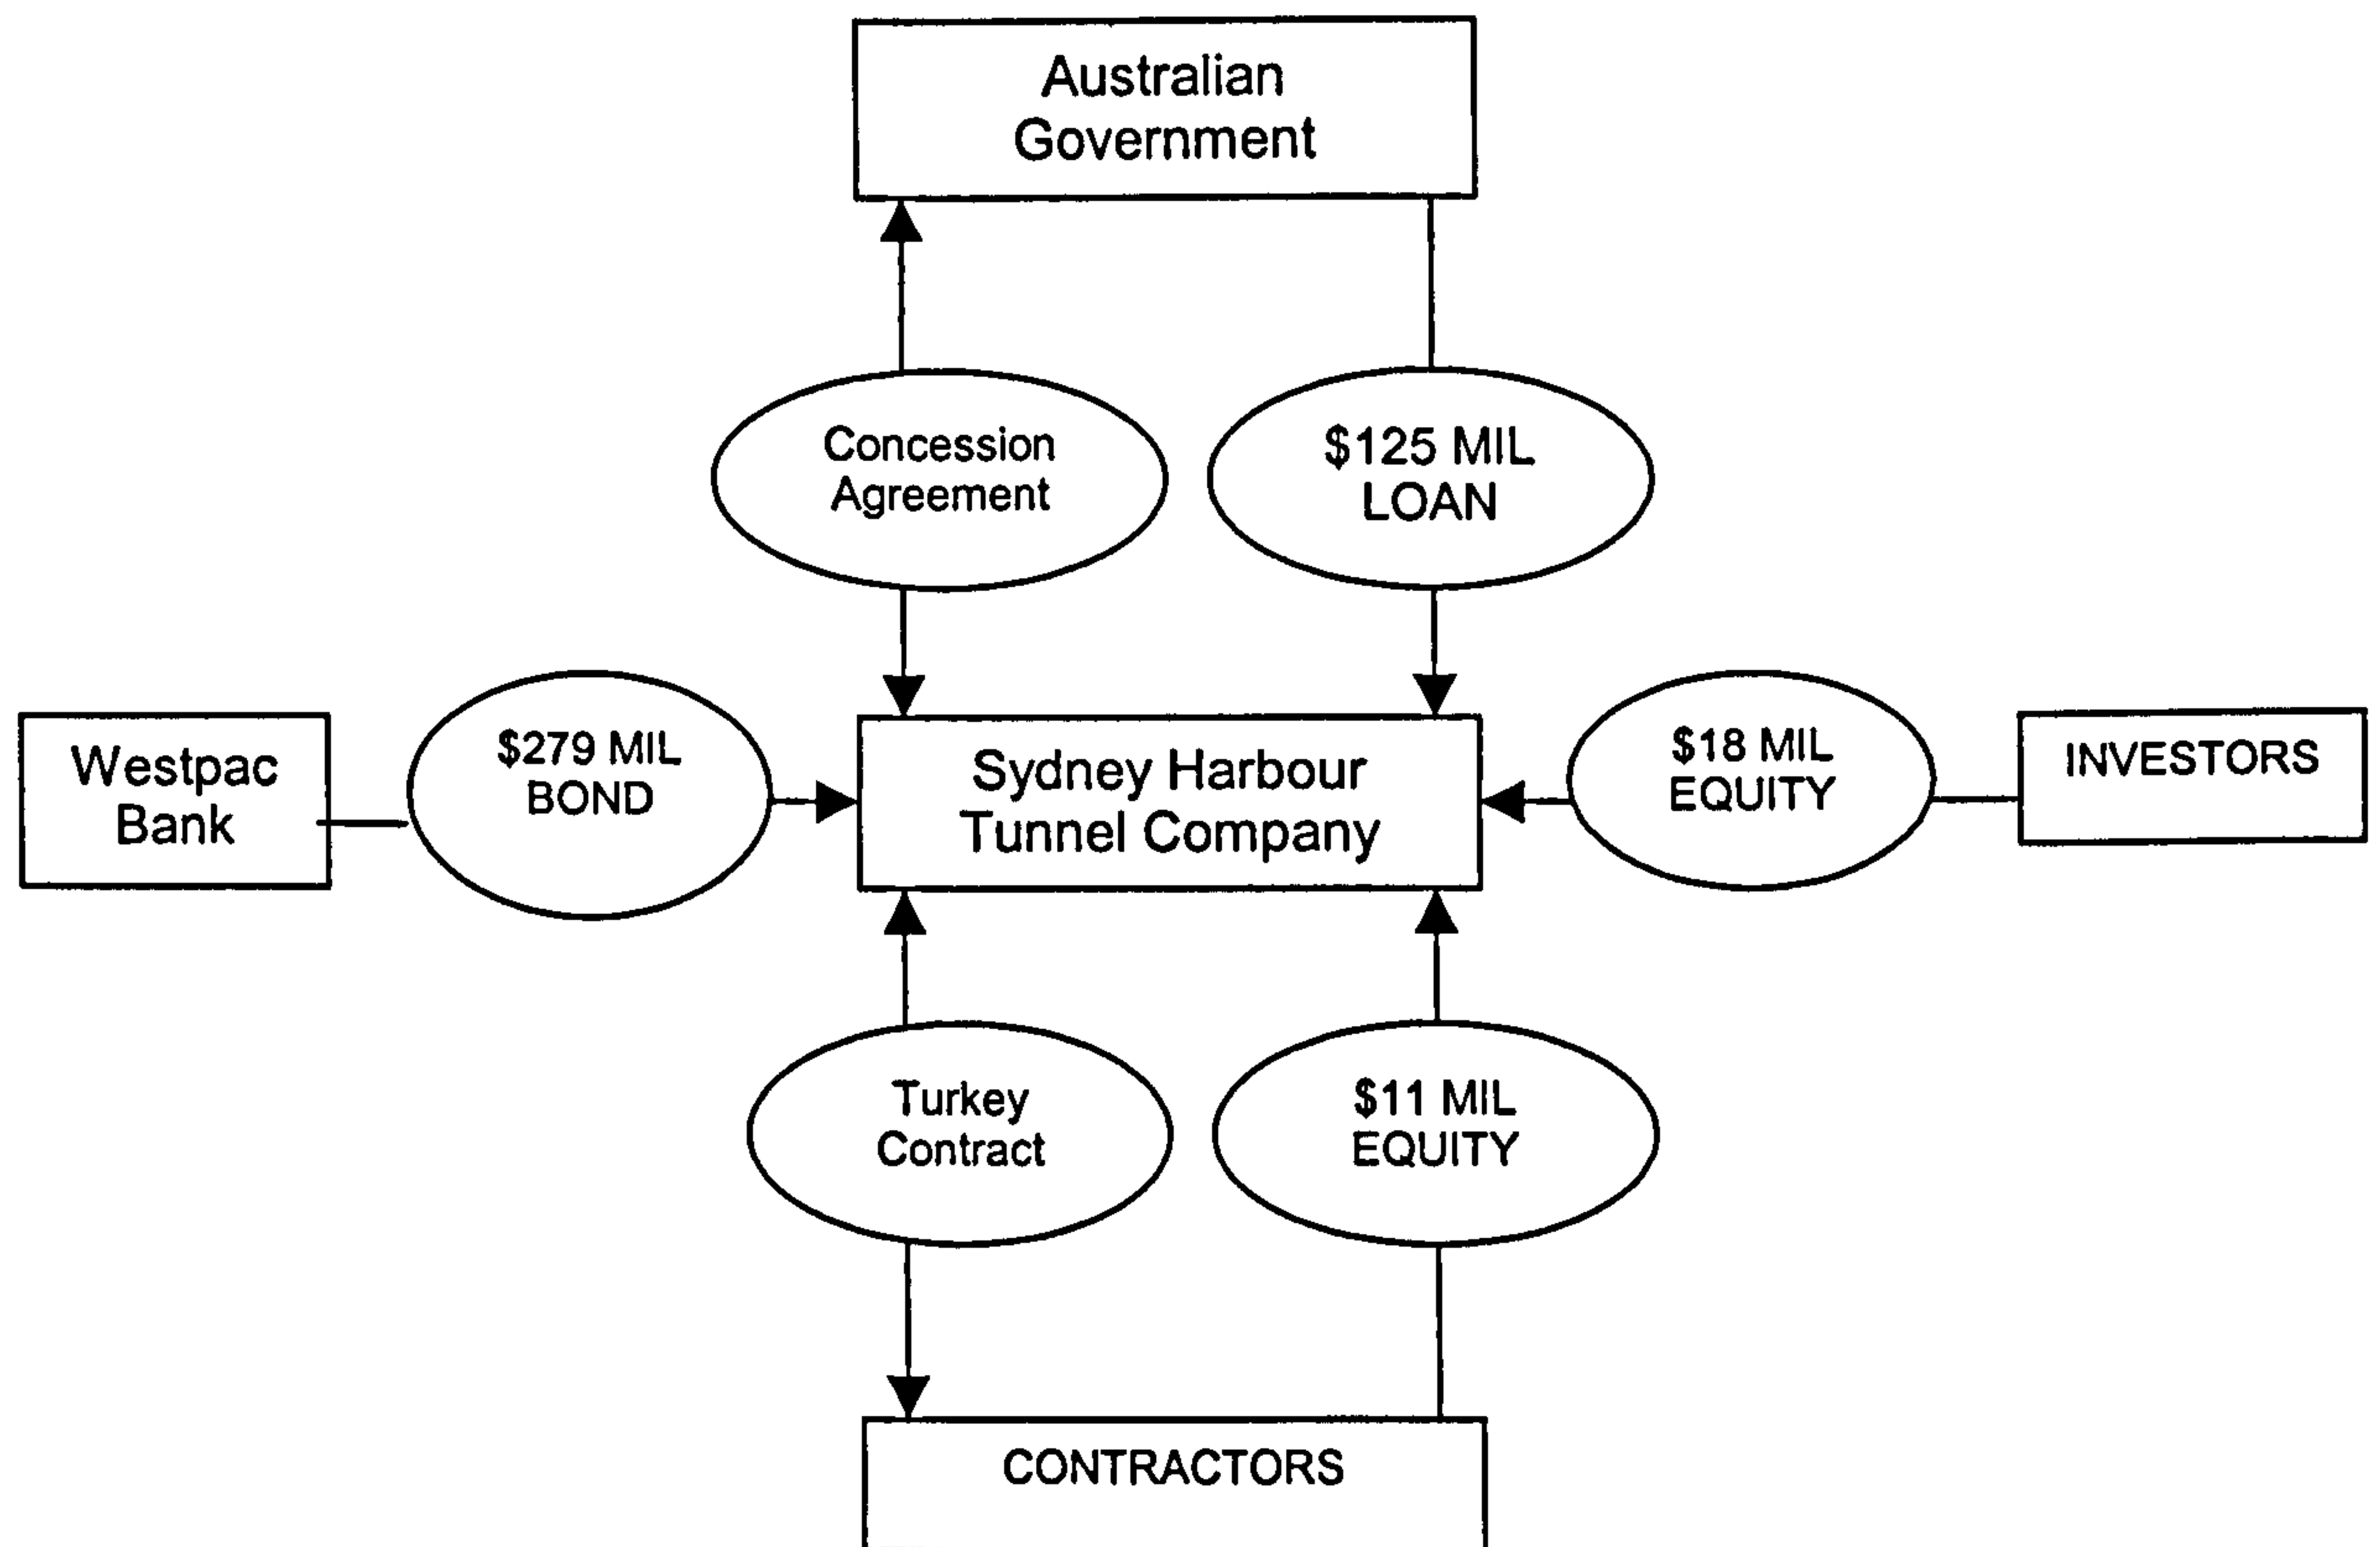 Australian
Government
Concession
Agreement
$125 MIL
LOAN
Westpac
Bank
$279 MIL
BOND
Sydney Harbour
Tunnel Company
$18 MIL
EQUITY
INVESTORS
Turkey
Contract
$11 MIL
EQUITY
CONTRACTORS